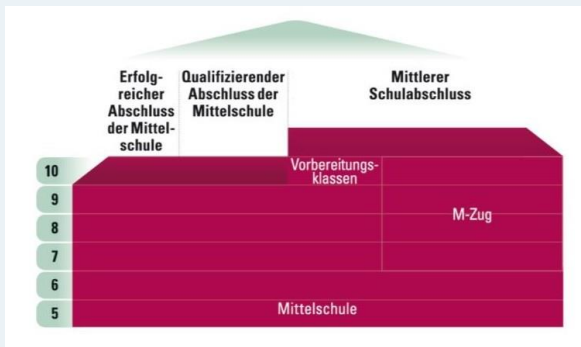 Erfolg-
reicher
Abschluss
der Mittel-
schule
Qualifizierender
Abschluss der
Mittelschule
Mittlerer
Schulabschluss
10
Vorbereitungs-
klassen
9
8
M-Zug
7
6
5
Mittelschule